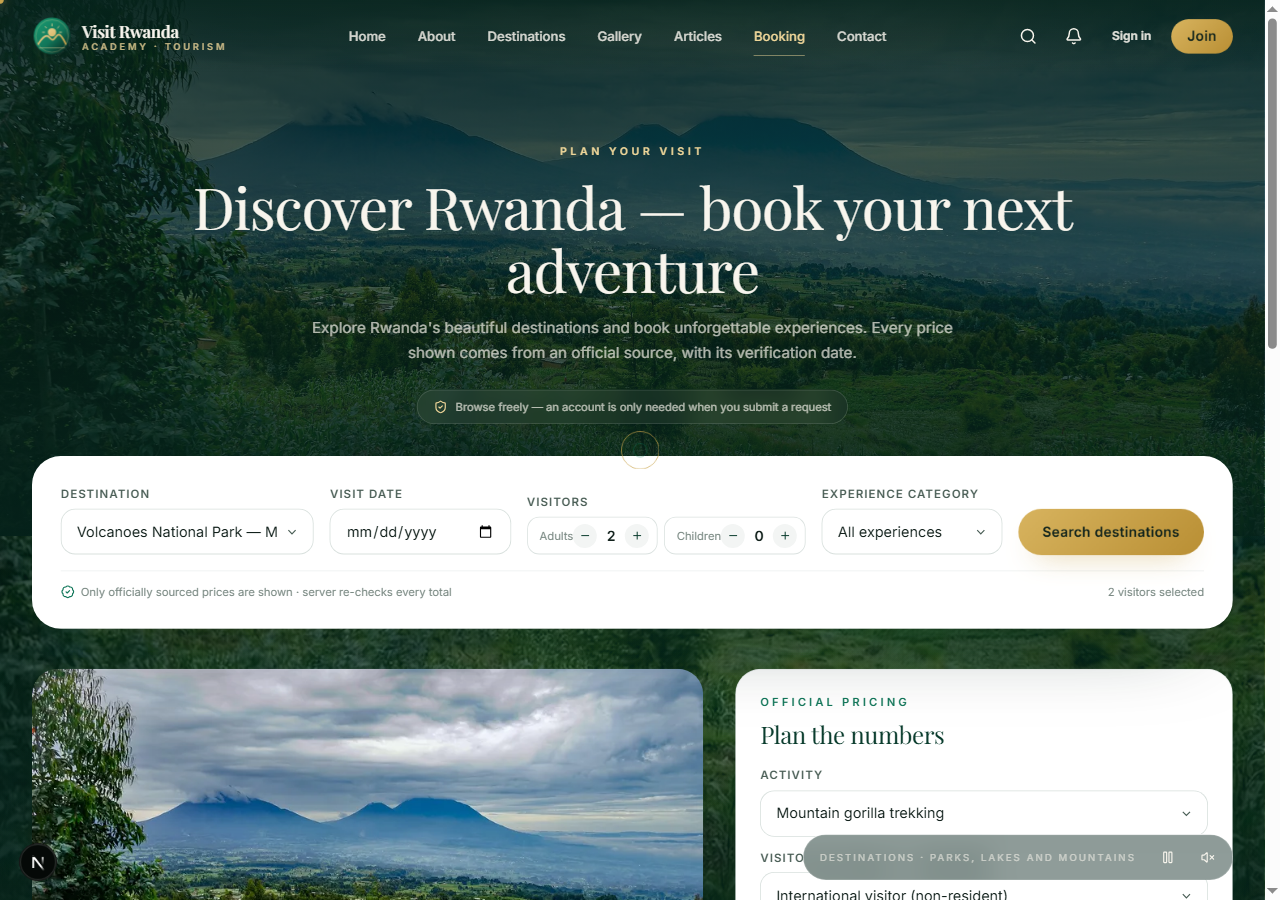 Visit Rwanda
ACADEMY · TOURISM
Home
About
Destinations
Gallery
Articles
Booking
Contact
Sign in
Join
PLAN YOUR VISIT
Discover Rwanda — book your next
adventure
Explore Rwanda's beautiful destinations and book unforgettable experiences. Every price
shown comes from an official source, with its verification date.
Browse freely — an account is only needed when you submit a request
DESTINATION
Volcanoes National Park — M
VISIT DATE
mm/dd/yyyy
VISITORS
Adults − 2 +
Children − 0 +
EXPERIENCE CATEGORY
All experiences
Search destinations
Only officially sourced prices are shown · server re-checks every total
2 visitors selected
OFFICIAL PRICING
Plan the numbers
ACTIVITY
Mountain gorilla trekking
VISITO
DESTINATIONS · PARKS, LAKES AND MOUNTAINS
International visitor (non-resident)
N